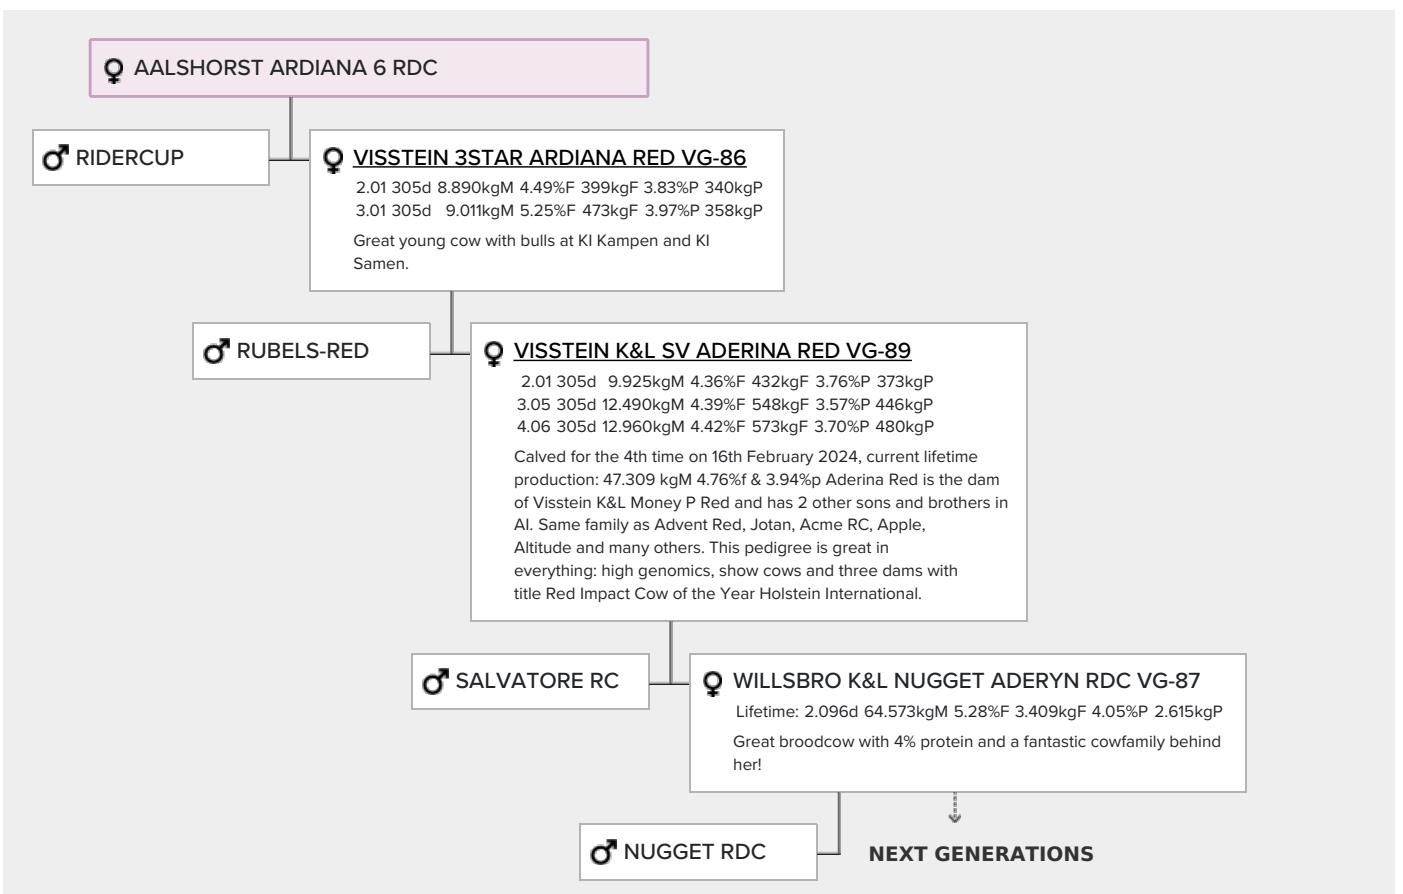 AALSHORST ARDIANA 6 RDC
RIDERCUP
VISSTEIN 3STAR ARDIANA RED VG-86
2.01 305d 8.890kgM 4.49%F 399kgF 3.83%P 340kgP
3.01 305d 9.011kgM 5.25%F 473kgF 3.97%P 358kgP
Great young cow with bulls at KI Kampen and KI
Samen.
RUBELS-RED
VISSTEIN K&L SV ADERINA RED VG-89
2.01 305d 9.925kgM 4.36%F 432kgF 3.76%P 373kgP
3.05 305d 12.490kgM 4.39%F 548kgF 3.57%P 446kgP
4.06 305d 12.960kgM 4.42%F 573kgF 3.70%P 480kgP
Calved for the 4th time on 16th February 2024, current lifetime
production: 47.309 kgM 4.76%f & 3.94%p Aderina Red is the dam
of Visstein K&L Money P Red and has 2 other sons and brothers in
AI. Same family as Advent Red, Jotan, Acme RC, Apple,
Altitude and many others. This pedigree is great in
everything: high genomics, show cows and three dams with
title Red Impact Cow of the Year Holstein International.
SALVATORE RC
WILLSBRO K&L NUGGET ADERYN RDC VG-87
Lifetime: 2.096d 64.573kgM 5.28%F 3.409kgF 4.05%P 2.615kgP
Great broodcow with 4% protein and a fantastic cowfamily behind
her!
NUGGET RDC
NEXT GENERATIONS